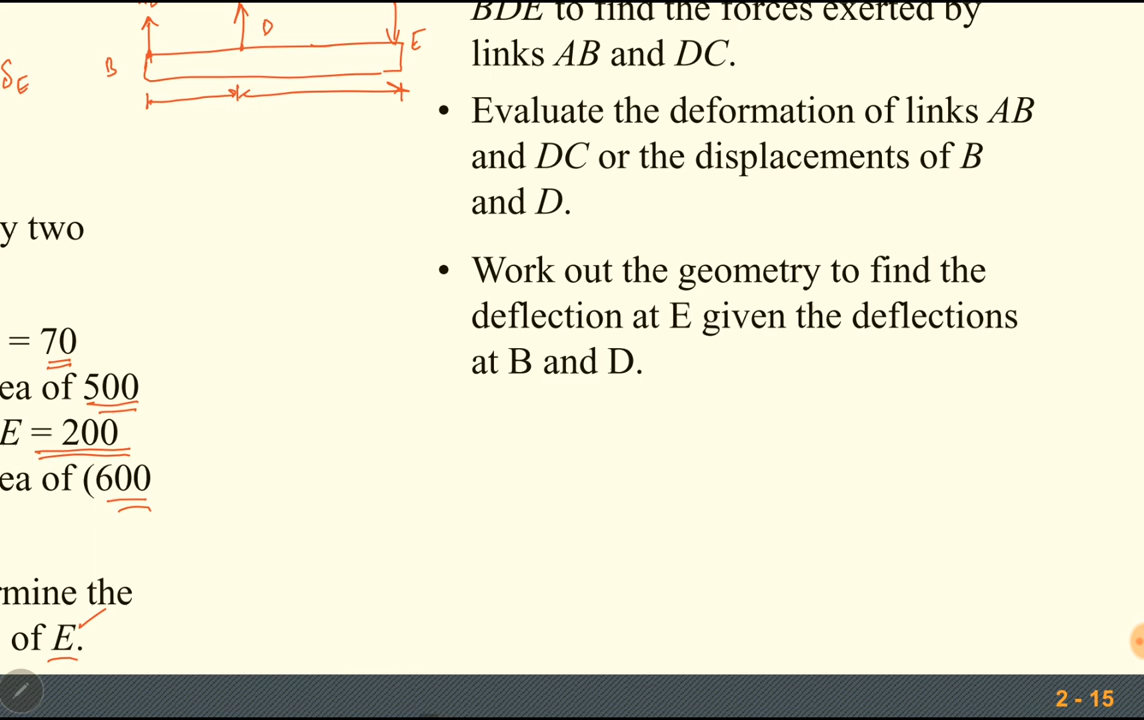 BDE to find the forces exerted by
links AB and DC.
D
E
B
δE
• Evaluate the deformation of links AB
and DC or the displacements of B
and D.
y two
• Work out the geometry to find the
deflection at E given the deflections
at B and D.
= 70
ea of 500
E = 200
ea of (600
rmine the
of E.
2 - 15